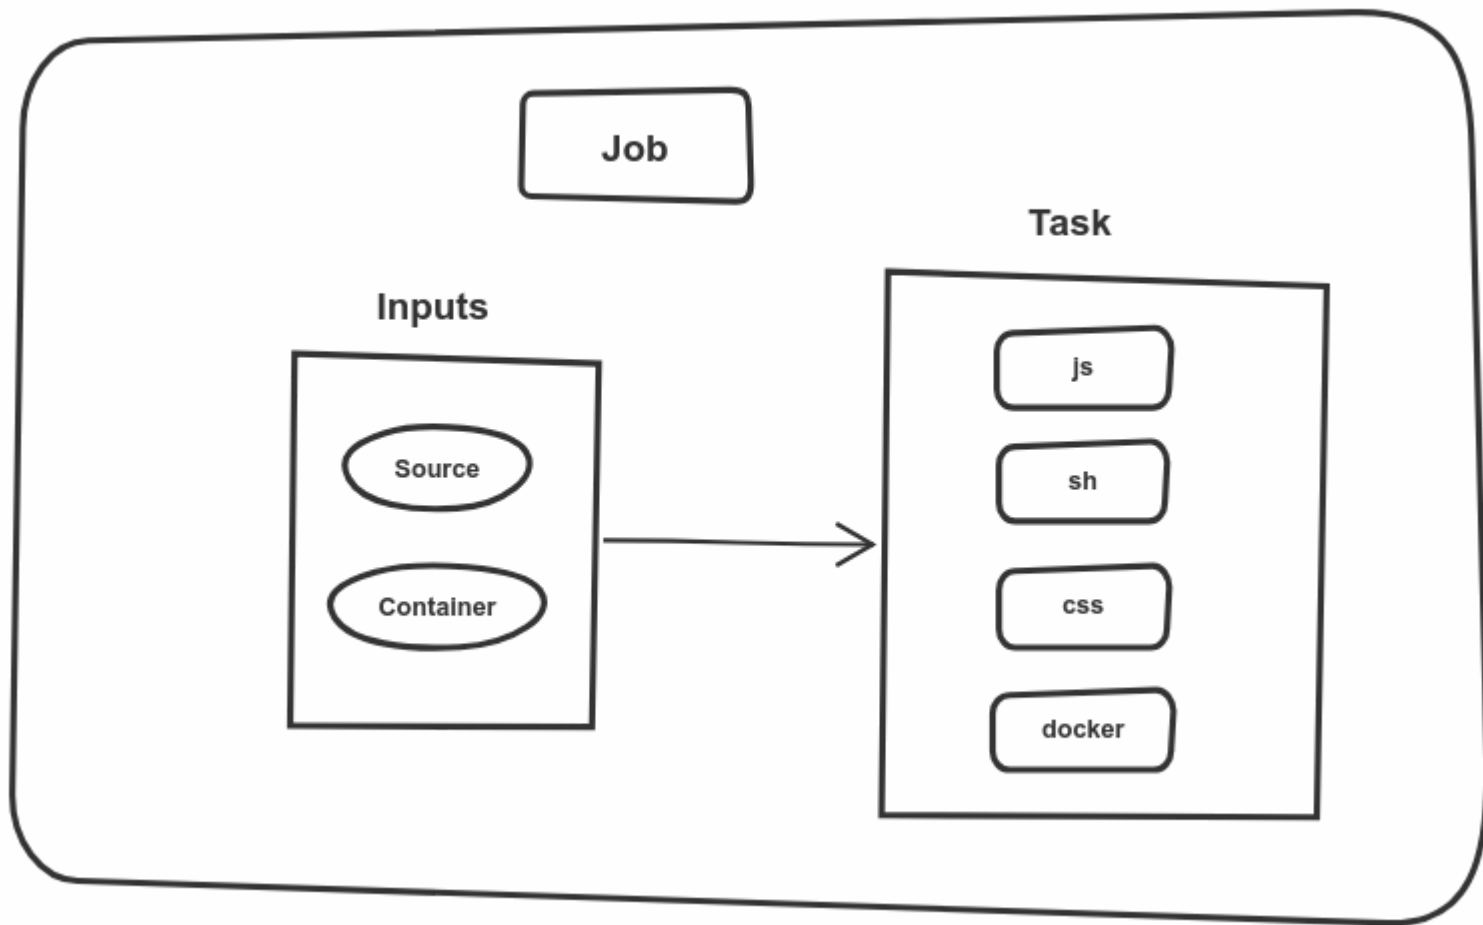 Job
Inputs
Source
Container
Task
js
sh
css
docker